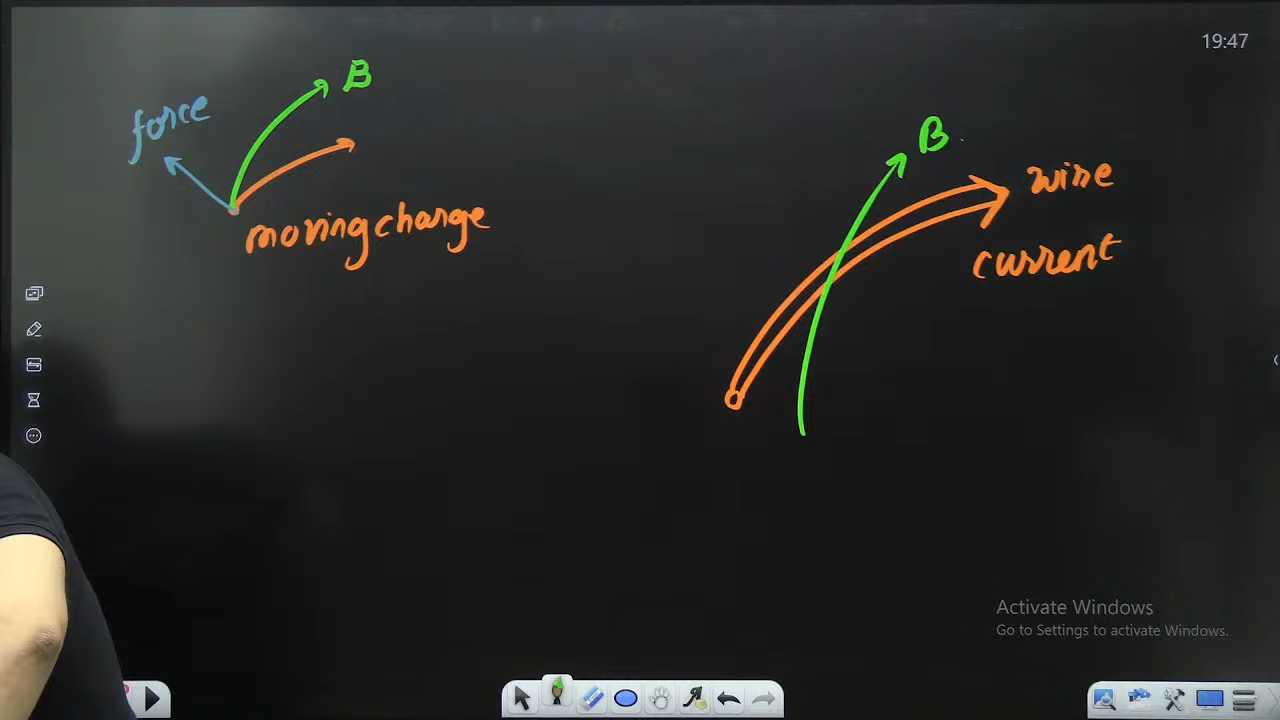 19:47
B
force
moving charge
B
wire
current
Activate Windows
Go to Settings to activate Windows.